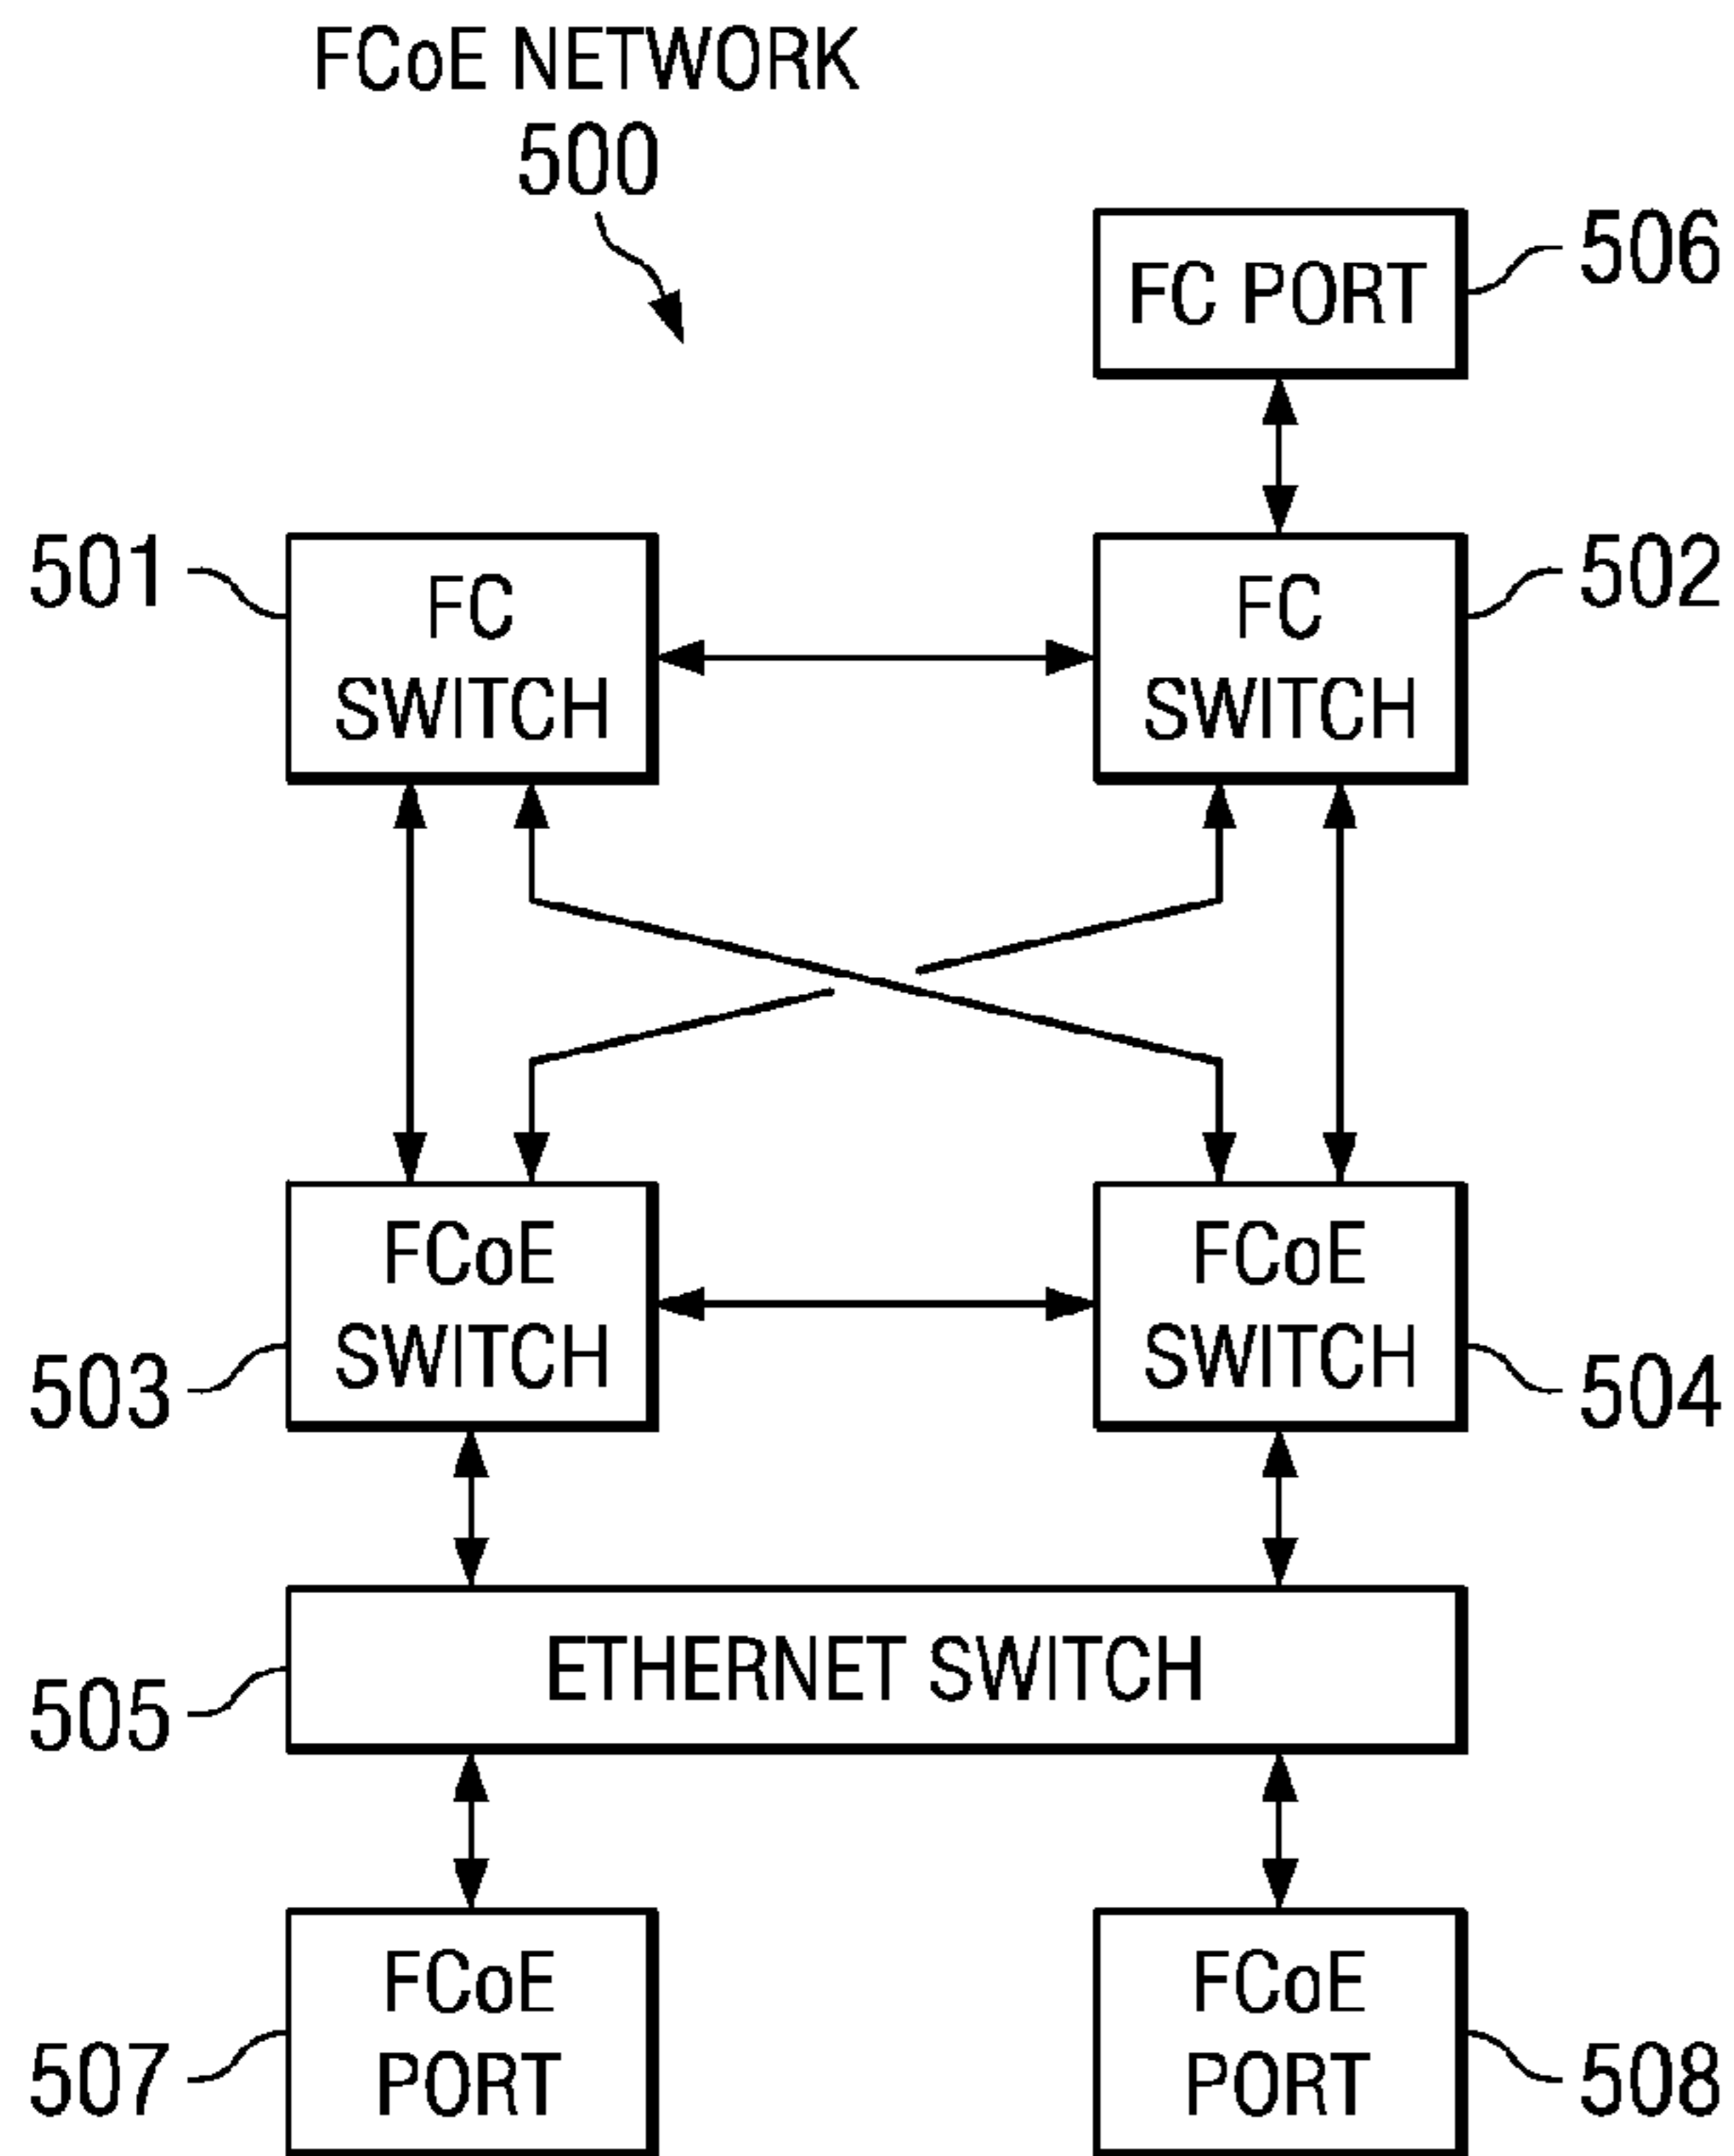 FCoE NETWORK
500
FC PORT
506
501
FC
SWITCH
FC
SWITCH
502
FCoE
SWITCH
503
FCoE
SWITCH
504
ETHERNET SWITCH
505
FCoE
PORT
507
FCoE
PORT
508